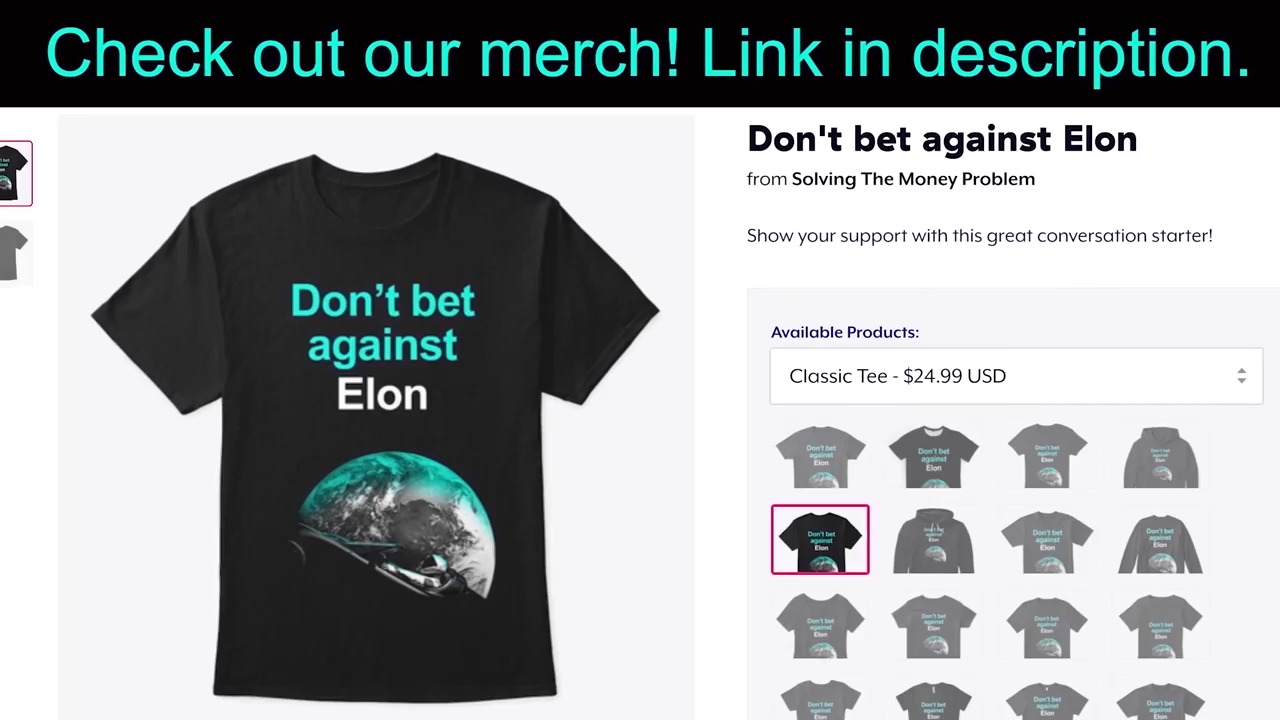 Check out our merch! Link in description.
Don't bet against Elon
from Solving The Money Problem
Show your support with this great conversation starter!
Don’t bet
against
Elon
Available Products:
Classic Tee - $24.99 USD